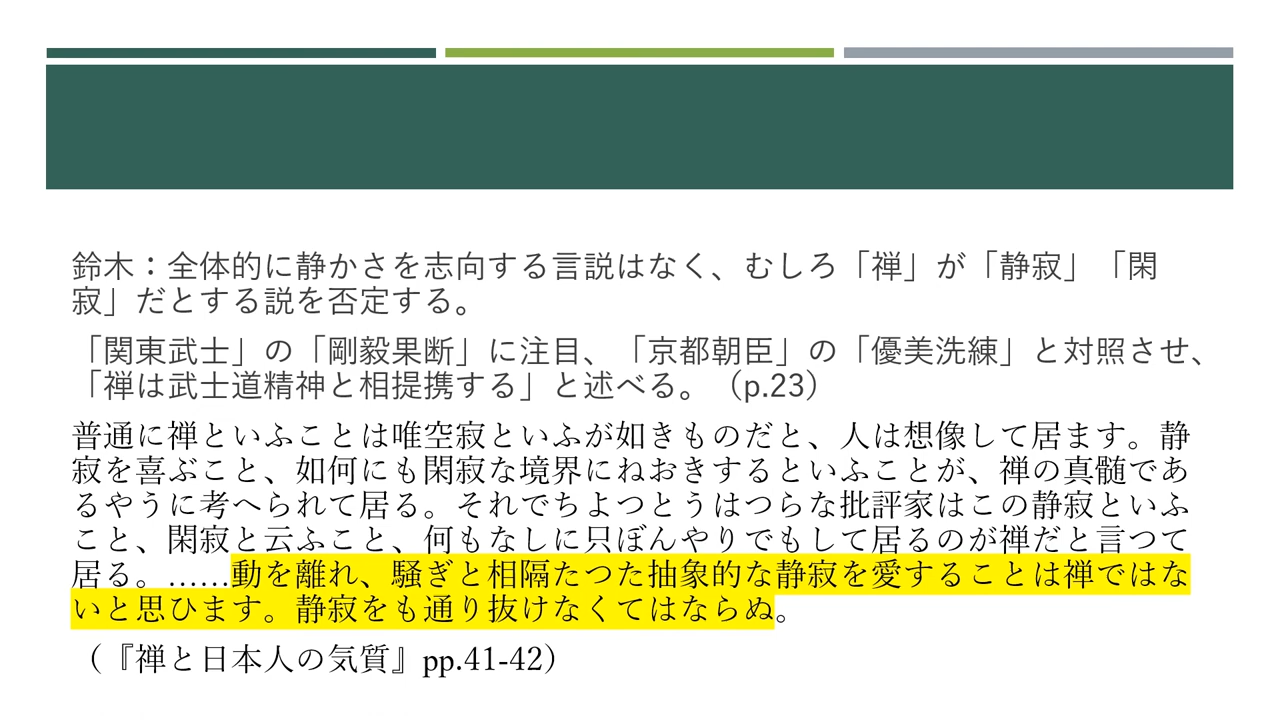 鈴木：全体的に静かさを志向する言説はなく、むしろ「禅」が「静寂」「閑
寂」だとする説を否定する。
「関東武士」の「剛毅果断」に注目、「京都朝臣」の「優美洗練」と対照させ、
「禅は武士道精神と相提携する」と述べる。（p.23）
普通に禅といふことは唯空寂といふが如きものだと、人は想像して居ます。静
寂を喜ぶこと、如何にも閑寂な境界にねおきするといふことが、禅の真髄であ
るやうに考へられて居る。それでちよつとうはつらな批評家はこの静寂といふ
こと、閑寂と云ふこと、何もなしに只ぼんやりでもして居るのが禅だと言つて
居る。……動を離れ、騒ぎと相隔たつた抽象的な静寂を愛することは禅ではな
いと思ひます。静寂をも通り抜けなくてはならぬ。
（『禅と日本人の気質』pp.41-42）